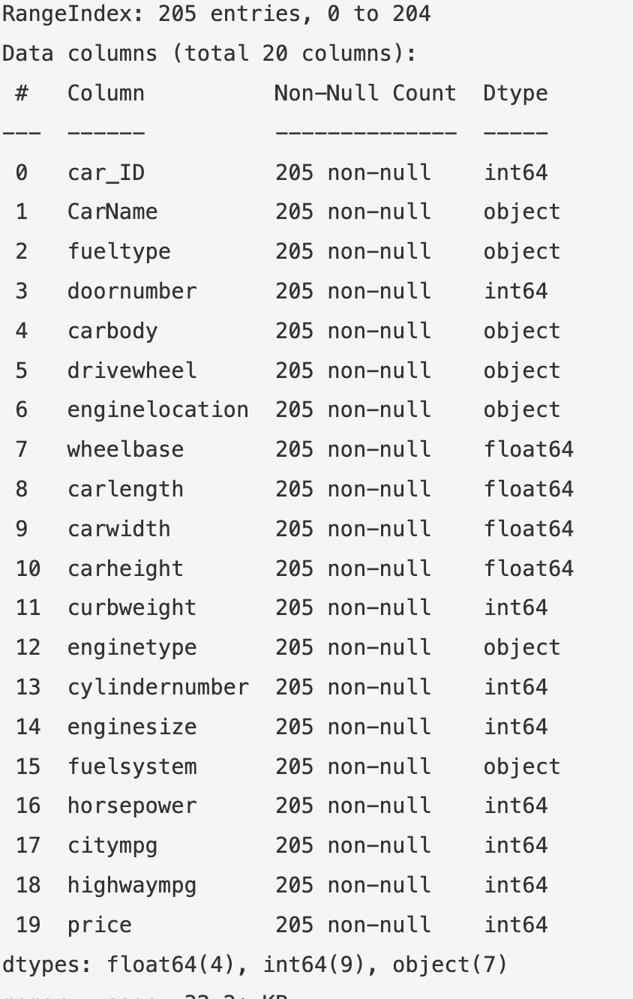 RangeIndex: 205 entries, 0 to 204
Data columns (total 20 columns):
 #   Column          Non-Null Count  Dtype
---  ------          --------------  -----
 0   car_ID          205 non-null    int64
 1   CarName         205 non-null    object
 2   fueltype        205 non-null    object
 3   doornumber      205 non-null    int64
 4   carbody         205 non-null    object
 5   drivewheel      205 non-null    object
 6   enginelocation  205 non-null    object
 7   wheelbase       205 non-null    float64
 8   carlength       205 non-null    float64
 9   carwidth        205 non-null    float64
 10  carheight       205 non-null    float64
 11  curbweight      205 non-null    int64
 12  enginetype      205 non-null    object
 13  cylindernumber  205 non-null    int64
 14  enginesize      205 non-null    int64
 15  fuelsystem      205 non-null    object
 16  horsepower      205 non-null    int64
 17  citympg         205 non-null    int64
 18  highwaympg      205 non-null    int64
 19  price           205 non-null    int64
dtypes: float64(4), int64(9), object(7)